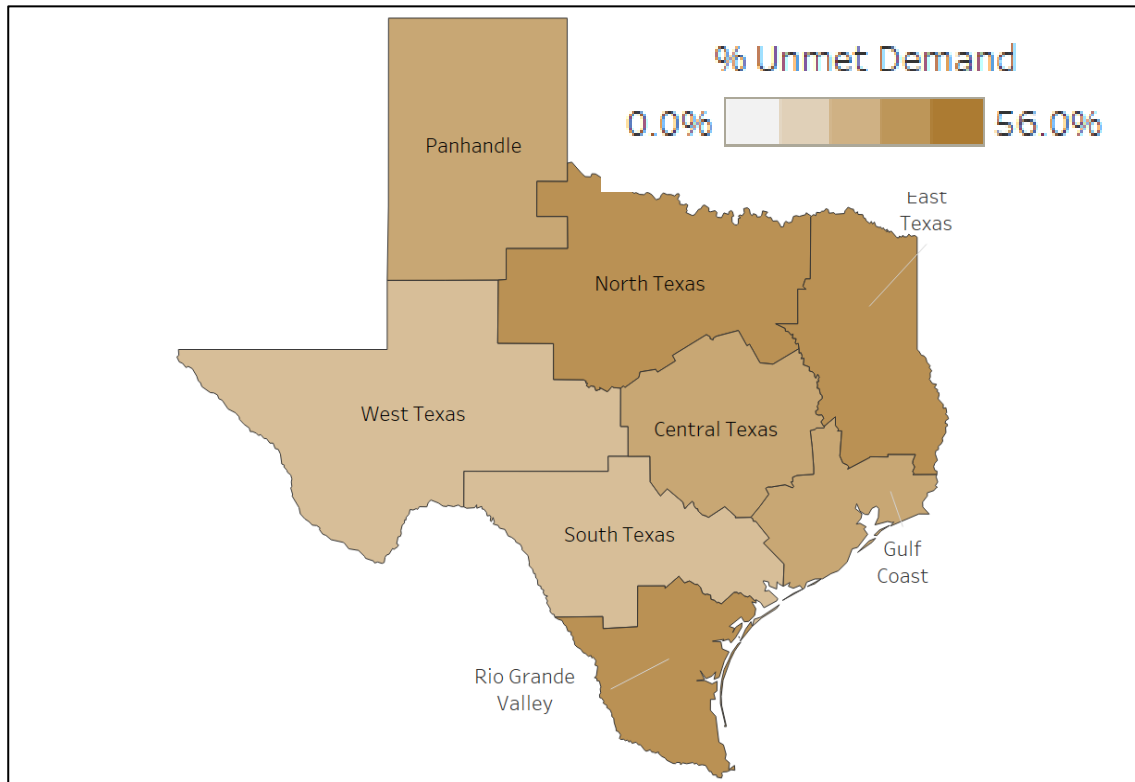 % Unmet Demand
0.0% 56.0%
Panhandle
East
Texas
North Texas
West Texas
Central Texas
South Texas
Gulf
Coast
Rio Grande
Valley